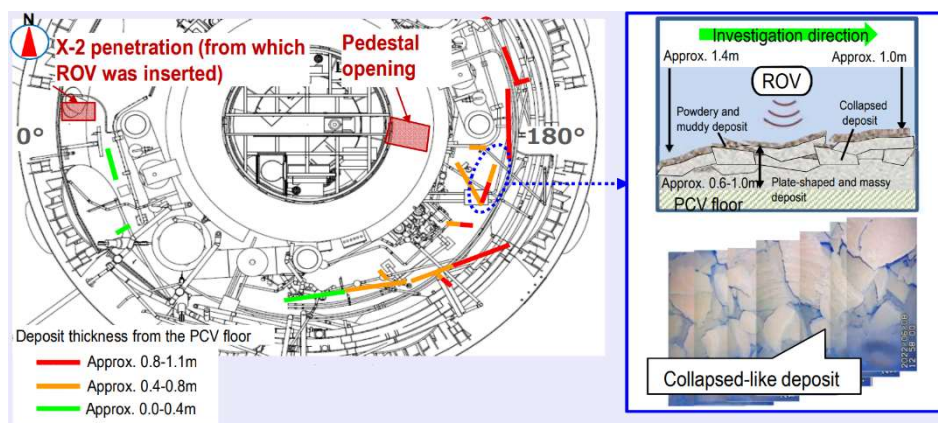 N
X-2 penetration (from which
ROV was inserted)
Pedestal
opening
0°
180°
Deposit thickness from the PCV floor
Approx. 0.8-1.1m
Approx. 0.4-0.8m
Approx. 0.0-0.4m
Investigation direction
Approx. 1.4m
Approx. 1.0m
ROV
Powdery and
muddy deposit
Collapsed
deposit
Approx. 0.6-1.0m
Plate-shaped and massy
deposit
PCV floor
Collapsed-like deposit